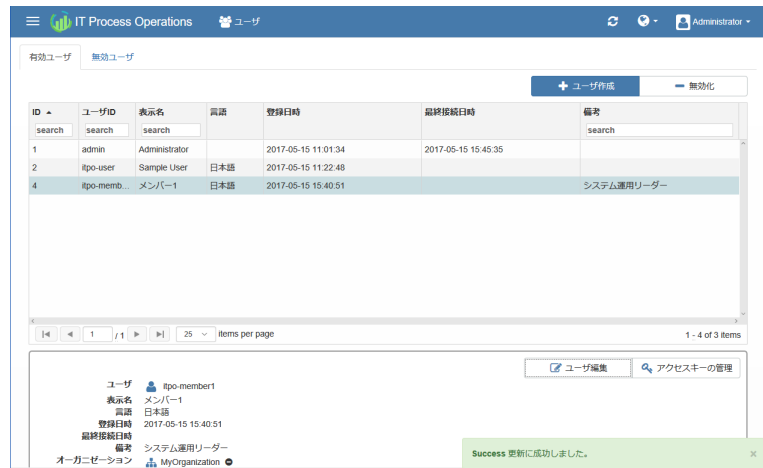 IT Process Operations ユーザ Administrator
有効ユーザ 無効ユーザ
ユーザ作成 無効化
ID ユーザID 表示名 言語 登録日時 最終接続日時 備考
search search search search
1 admin Administrator 2017-05-15 11:01:34 2017-05-15 15:45:35
2 itpo-user Sample User 日本語 2017-05-15 11:22:48
4 itpo-memb... メンバー1 日本語 2017-05-15 15:40:51 システム運用リーダー
1 / 1 25 items per page 1 - 4 of 3 items
ユーザ編集 アクセスキーの管理
ユーザ itpo-member1
表示名 メンバー1
言語 日本語
登録日時 2017-05-15 15:40:51
最終接続日時
備考 システム運用リーダー
オーガニゼーション MyOrganization
Success 更新に成功しました。